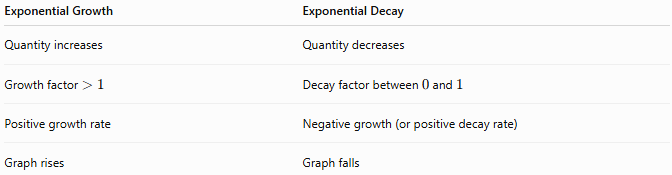 Exponential Growth Exponential Decay
Quantity increases Quantity decreases
Growth factor > 1 Decay factor between 0 and 1
Positive growth rate Negative growth (or positive decay rate)
Graph rises Graph falls